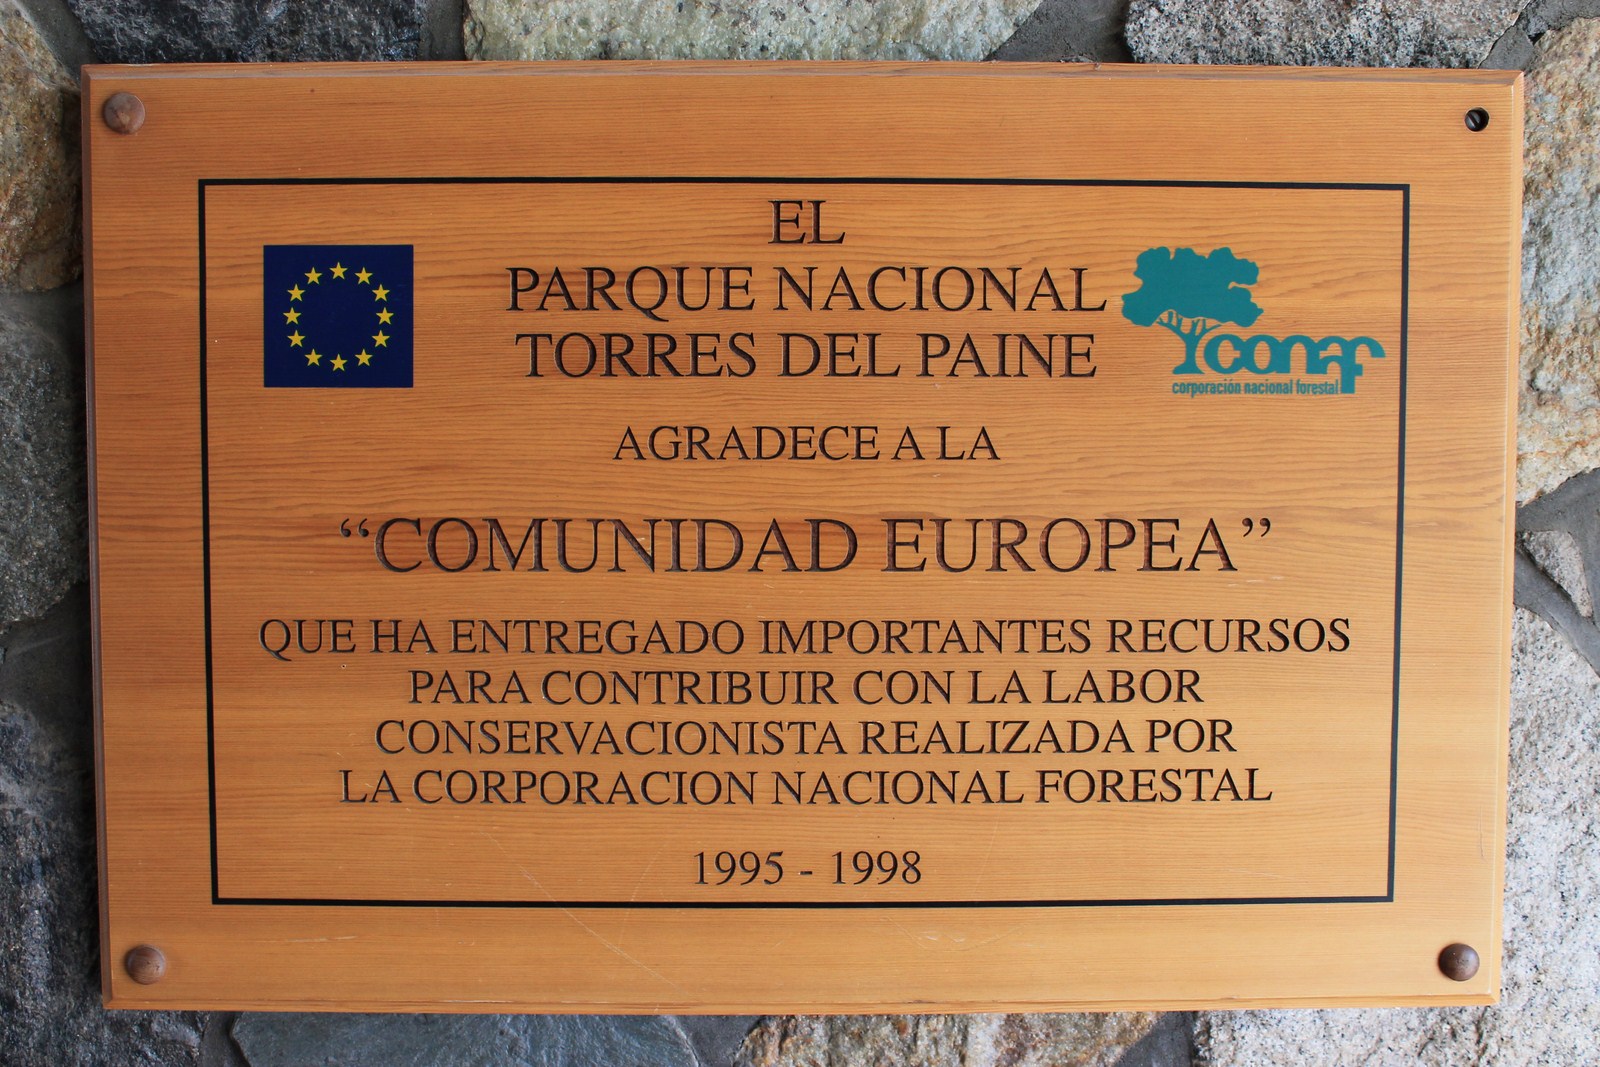 EL
PARQUE NACIONAL
TORRES DEL PAINE
conaf
corporación nacional forestal
AGRADECE A LA
“COMUNIDAD EUROPEA”
QUE HA ENTREGADO IMPORTANTES RECURSOS
PARA CONTRIBUIR CON LA LABOR
CONSERVACIONISTA REALIZADA POR
LA CORPORACION NACIONAL FORESTAL
1995 - 1998